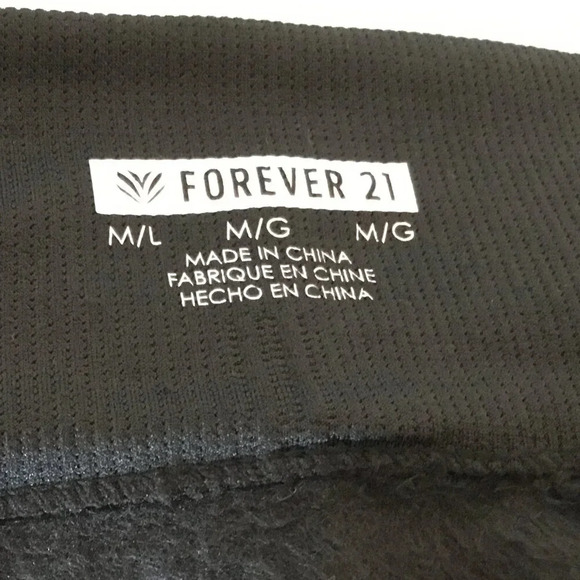 FOREVER 21
M/L M/G M/G
MADE IN CHINA
FABRIQUE EN CHINE
HECHO EN CHINA